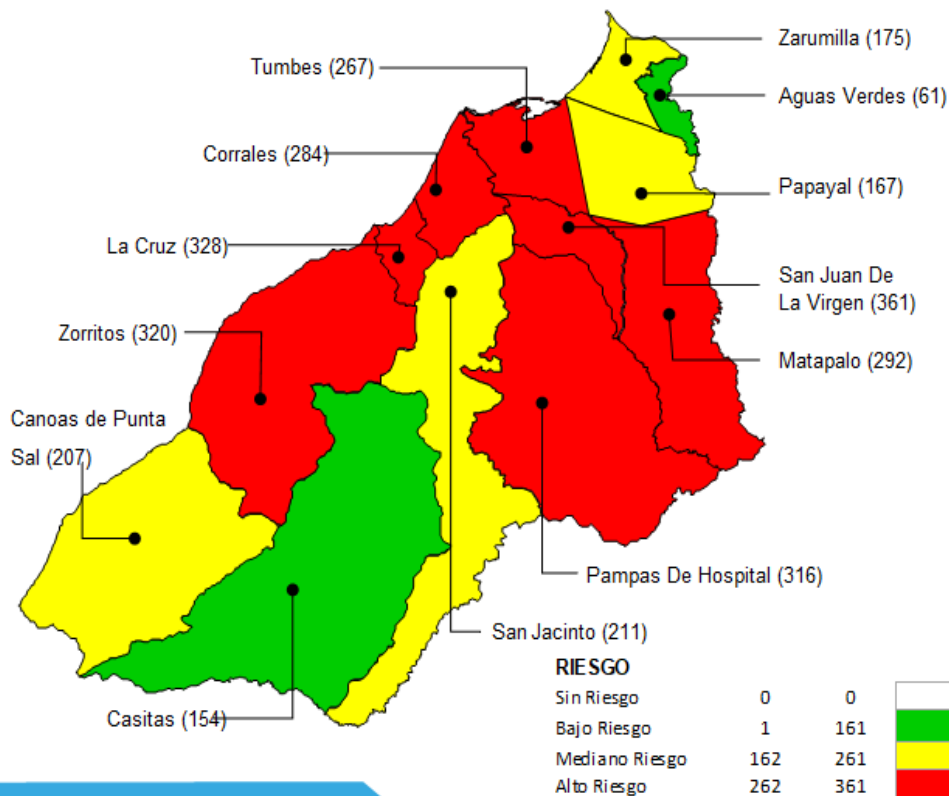 Zarumilla (175)
Tumbes (267)
Aguas Verdes (61)
Corrales (284)
Papayal (167)
La Cruz (328)
San Juan De
La Virgen (361)
Zorritos (320)
Matapalo (292)
Canoas de Punta
Sal (207)
Pampas De Hospital (316)
San Jacinto (211)
Casitas (154)
RIESGO
Sin Riesgo 0 0
Bajo Riesgo 1 161
Mediano Riesgo 162 261
Alto Riesgo 262 361